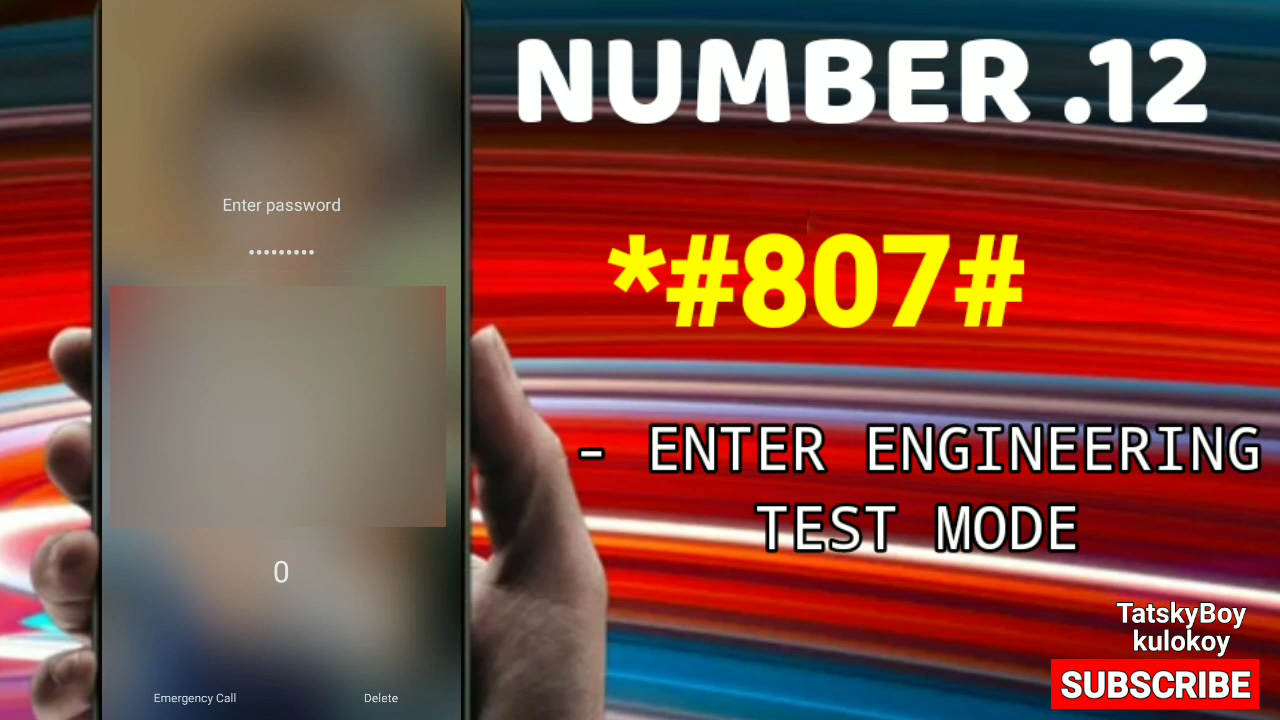 NUMBER .12
Enter password
•••••••••
*#807#
- ENTER ENGINEERING
TEST MODE
0
TatskyBoy
kulokoy
SUBSCRIBE
Emergency Call
Delete